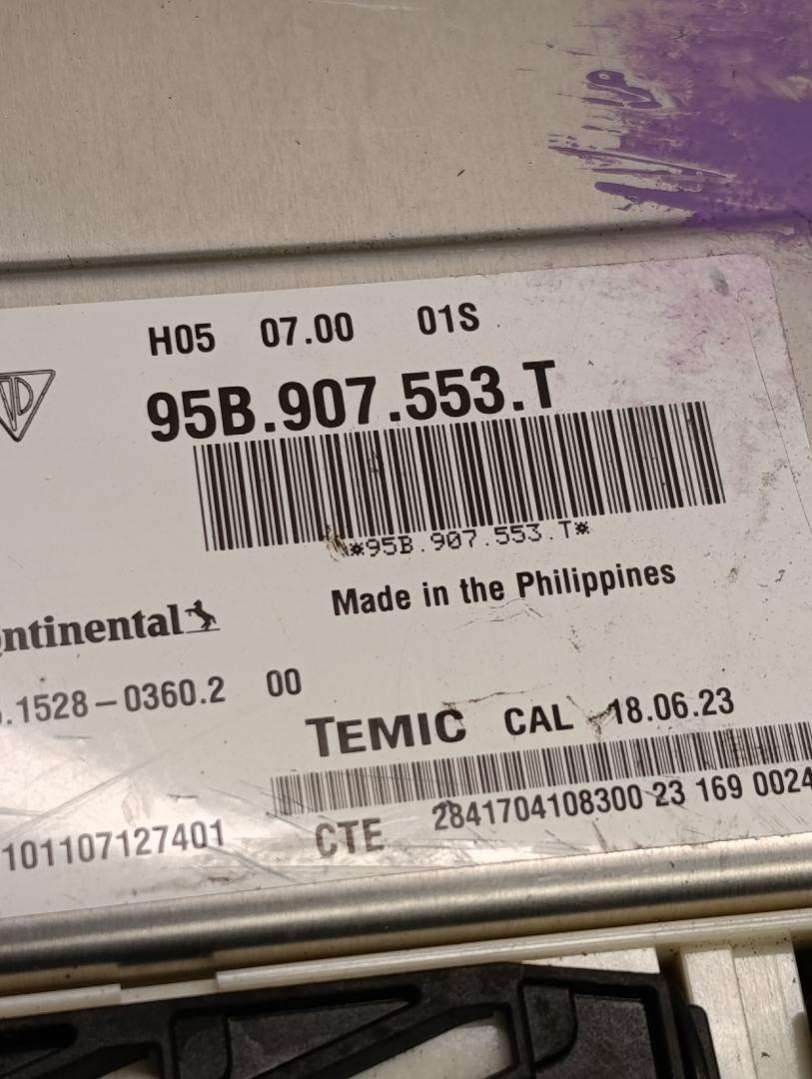 H05 07.00 01S
95B.907.553.T
*95B.907.553.T*
Made in the Philippines
ntinental
.1528-0360.2 00
TEMIC CAL 18.06.23
2841704108300 23 169 0024
101107127401 CTE